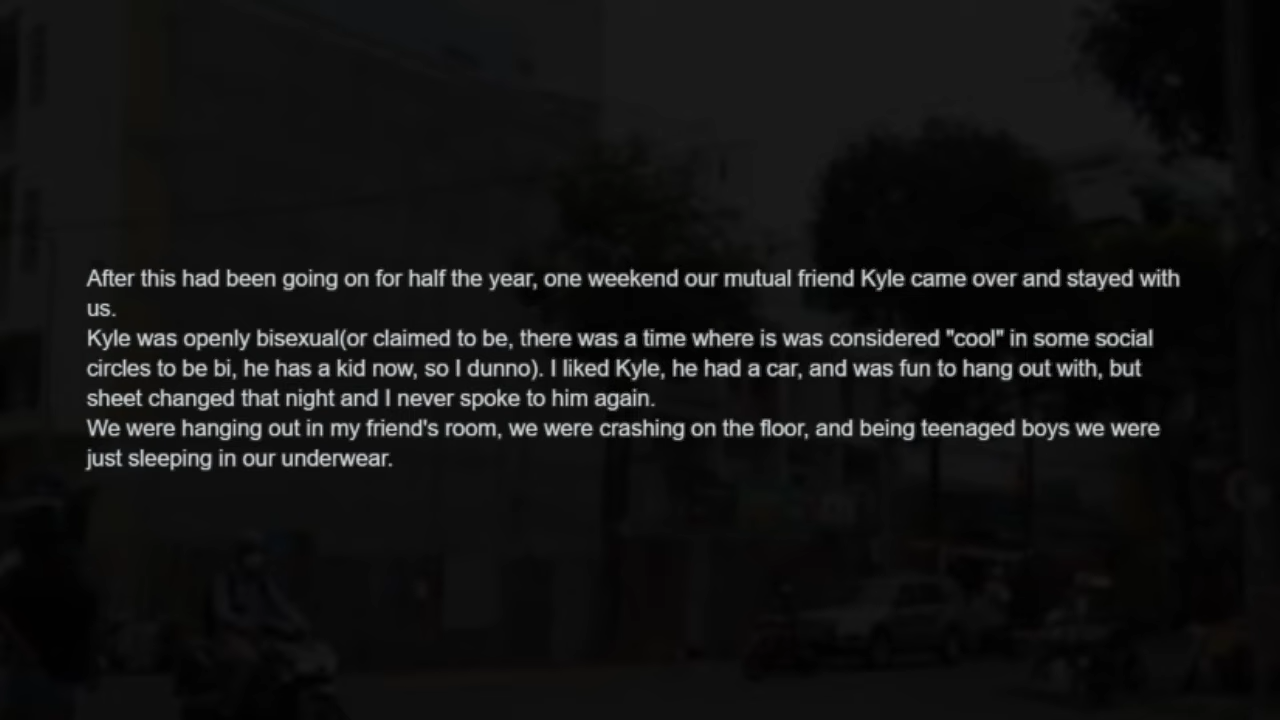 After this had been going on for half the year, one weekend our mutual friend Kyle came over and stayed with
us.
Kyle was openly bisexual(or claimed to be, there was a time where is was considered "cool" in some social
circles to be bi, he has a kid now, so I dunno). I liked Kyle, he had a car, and was fun to hang out with, but
sheet changed that night and I never spoke to him again.
We were hanging out in my friend's room, we were crashing on the floor, and being teenaged boys we were
just sleeping in our underwear.